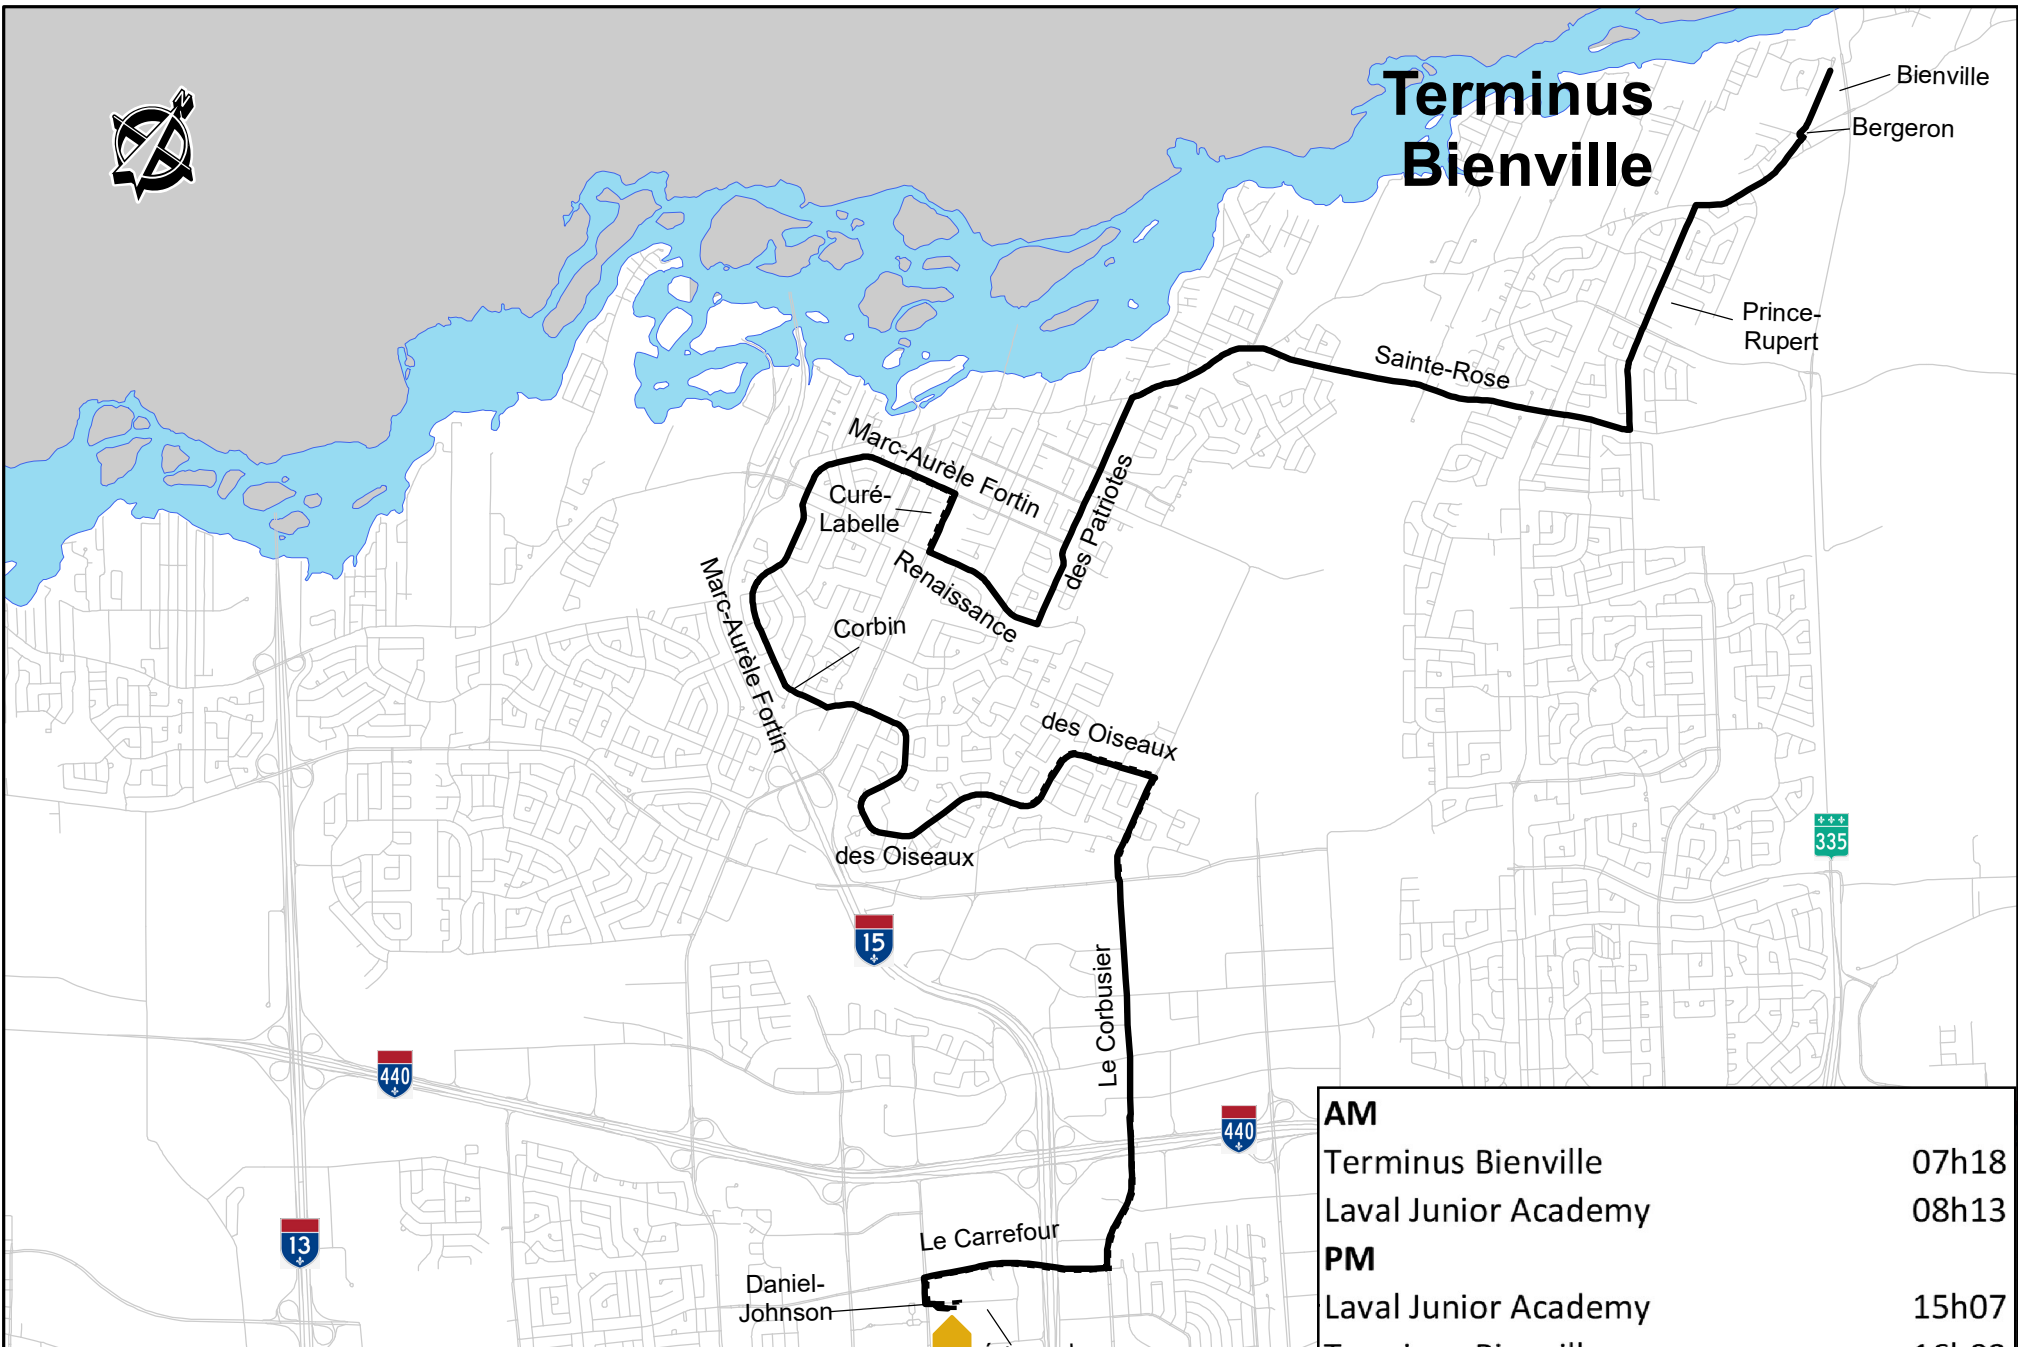 N
Terminus
Bienville
Bienville
Bergeron
Prince-
Rupert
Sainte-Rose
Marc-Aurèle Fortin
Curé-
Labelle
des Patriotes
Renaissance
Marc-Aurèle Fortin
Corbin
des Oiseaux
des Oiseaux
335
15
Le Corbusier
440
440
13
Le Carrefour
Daniel-
Johnson
AM
Terminus Bienville 07h18
Laval Junior Academy 08h13
PM
Laval Junior Academy 15h07
Terminus Bienville